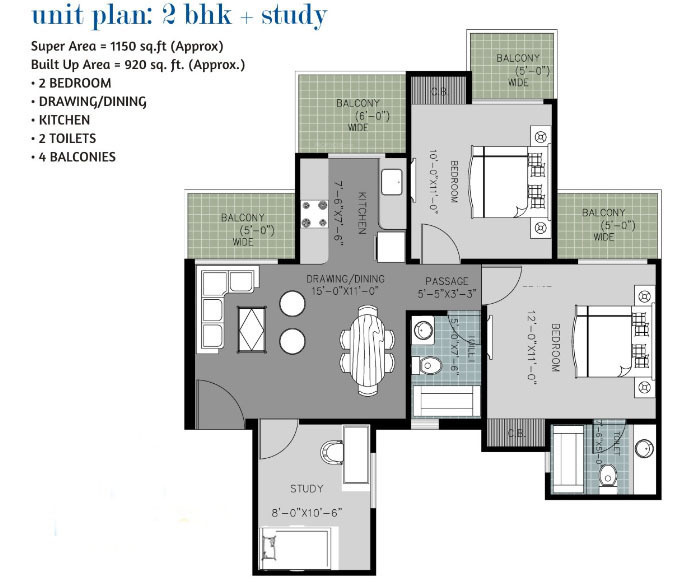 unit plan: 2 bhk + study
Super Area = 1150 sq.ft (Approx)
Built Up Area = 920 sq. ft. (Approx.)
• 2 BEDROOM
• DRAWING/DINING
• KITCHEN
• 2 TOILETS
• 4 BALCONIES
BALCONY
(5'-0")
WIDE
C.B.
BALCONY
(6'-0")
WIDE
BEDROOM
10'-0"X11'-0"
KITCHEN
7'-6"X7'-6"
BALCONY
(5'-0")
WIDE
BALCONY
(5'-0")
WIDE
DRAWING/DINING
15'-0"X11'-0"
PASSAGE
5'-5"X3'-3"
5'-0"X7'-6"
BEDROOM
12'-0"X11'-0"
C.B.
TOILET
7'-6"X5'-0"
STUDY
8'-0"X10'-6"